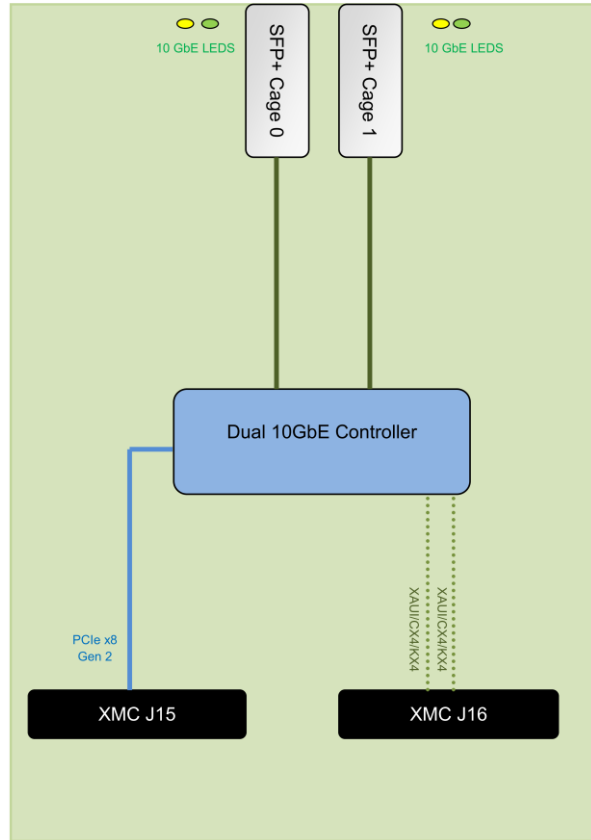 10 GbE LEDS
SFP+ Cage 0
SFP+ Cage 1
10 GbE LEDS
Dual 10GbE Controller
XAUI/CX4/KX4
XAUI/CX4/KX4
PCIe x8
Gen 2
XMC J15
XMC J16